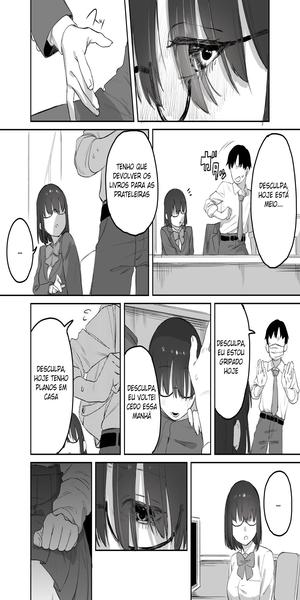 DESCULPA,
HOJE ESTÁ
MEIO....
TENHO QUE
DEVOLVER OS
LIVROS PARA AS
PRATELEIRAS
...
DESCULPA,
EU ESTOU
GRIPADO
HOJE
DESCULPA,
EU VOLTEI
CEDO ESSA
MANHÃ
DESCULPA,
HOJE TENHO
PLANOS EM
CASA
...